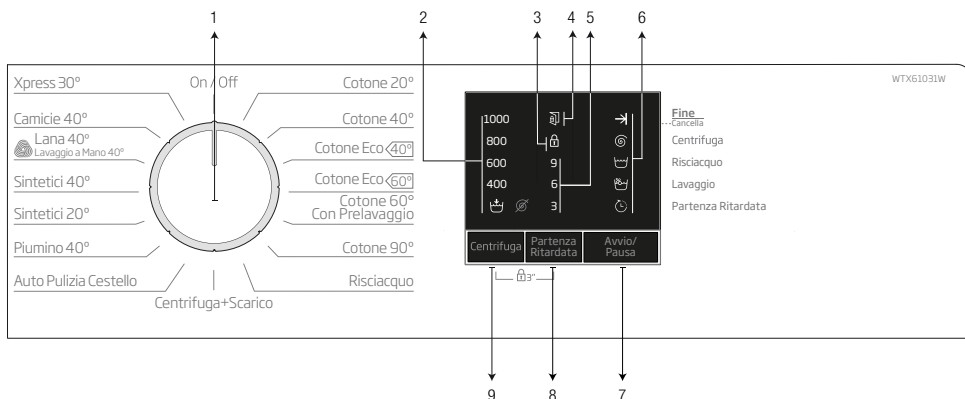 1 2 3 4 5 6
WTX61031W
Xpress 30°
Camicie 40°
Lana 40°
Lavaggio a Mano 40°
Sintetici 40°
Sintetici 20°
Piumino 40°
Auto Pulizia Cestello
On / Off
Centrifuga+Scarico
Cotone 20°
Cotone 40°
Cotone Eco 40°
Cotone Eco 60°
Cotone 60°
Con Prelavaggio
Cotone 90°
Risciacquo
1000
800
600
400
9
6
3
Fine
Cancella
Centrifuga
Risciacquo
Lavaggio
Partenza Ritardata
Centrifuga
Partenza
Ritardata
Avvio/
Pausa
3"
9 8 7